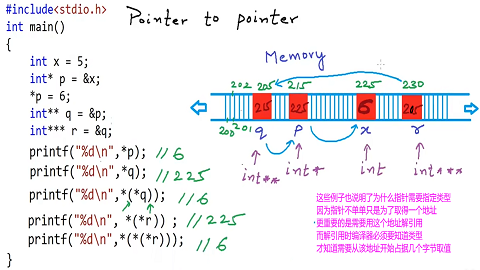 #include<stdio.h>
Pointer to pointer
int main()
{
int x = 5;
int* p = &x;
*p = 6;
int** q = &p;
int*** r = &q;
printf("%d\n",*p); //6
printf("%d\n",*q); //225
printf("%d\n",*(*q)); //6
printf("%d\n", *(*r)) ; //225
printf("%d\n",*(*(*r))); //6
}
Memory
202 205 215 225 230
215 225 6 205
200 201 q p x r
int** int* int int***
这些例子也说明了为什么指针需要指定类型
因为指针不单单只是为了取得一个地址
更重要的是需要用这个地址解引用
而解引用时编译器必须要知道类型
才知道需要从该地址开始占据几个字节取值